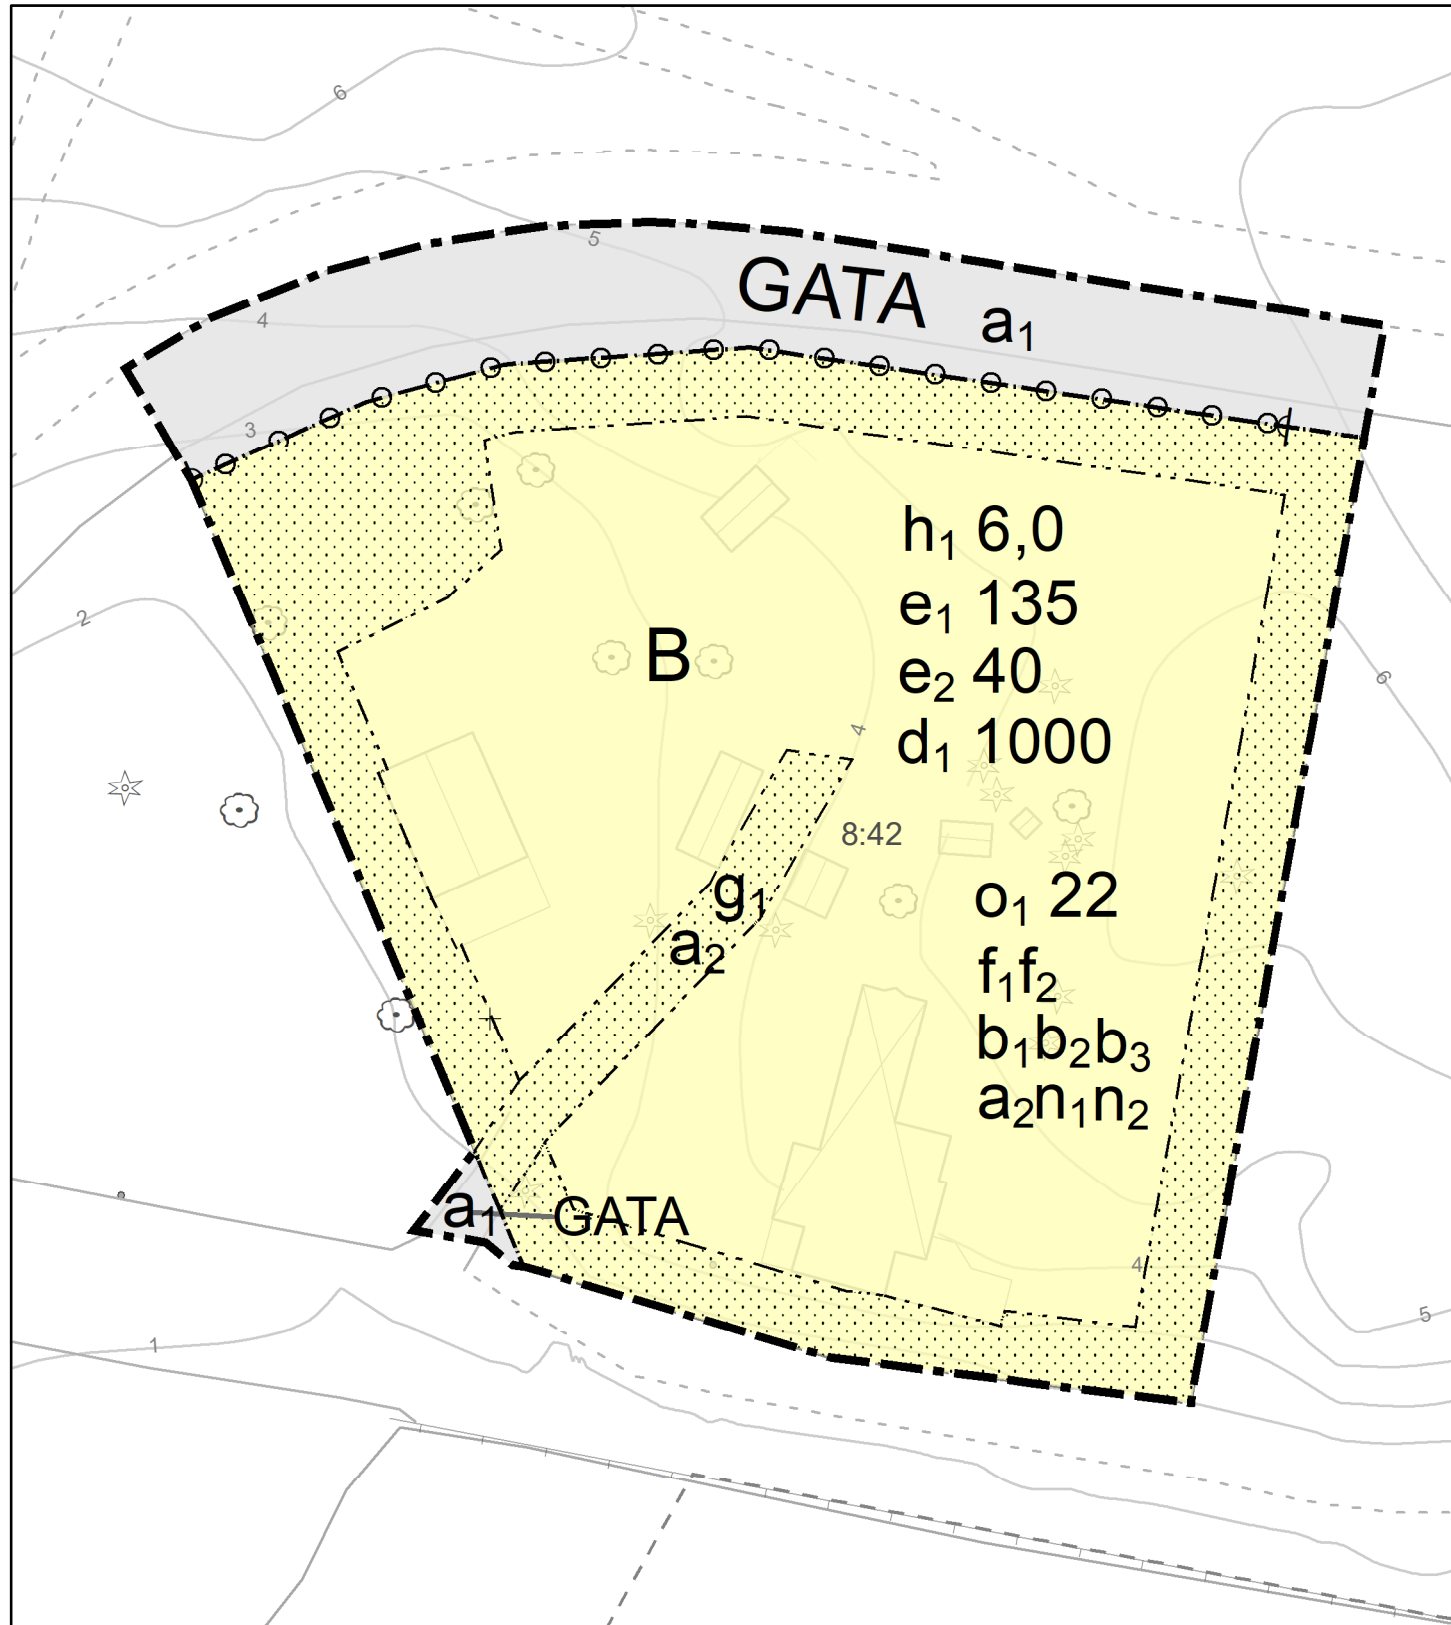 6
5
GATA a₁
4
3
h₁ 6,0
e₁ 135
2
B
e₂ 40
6
4
d₁ 1000
8:42
g₁
o₁ 22
a₂
f₁f₂
b₁b₂b₃
a₂n₁n₂
a₁ GATA
4
5
1